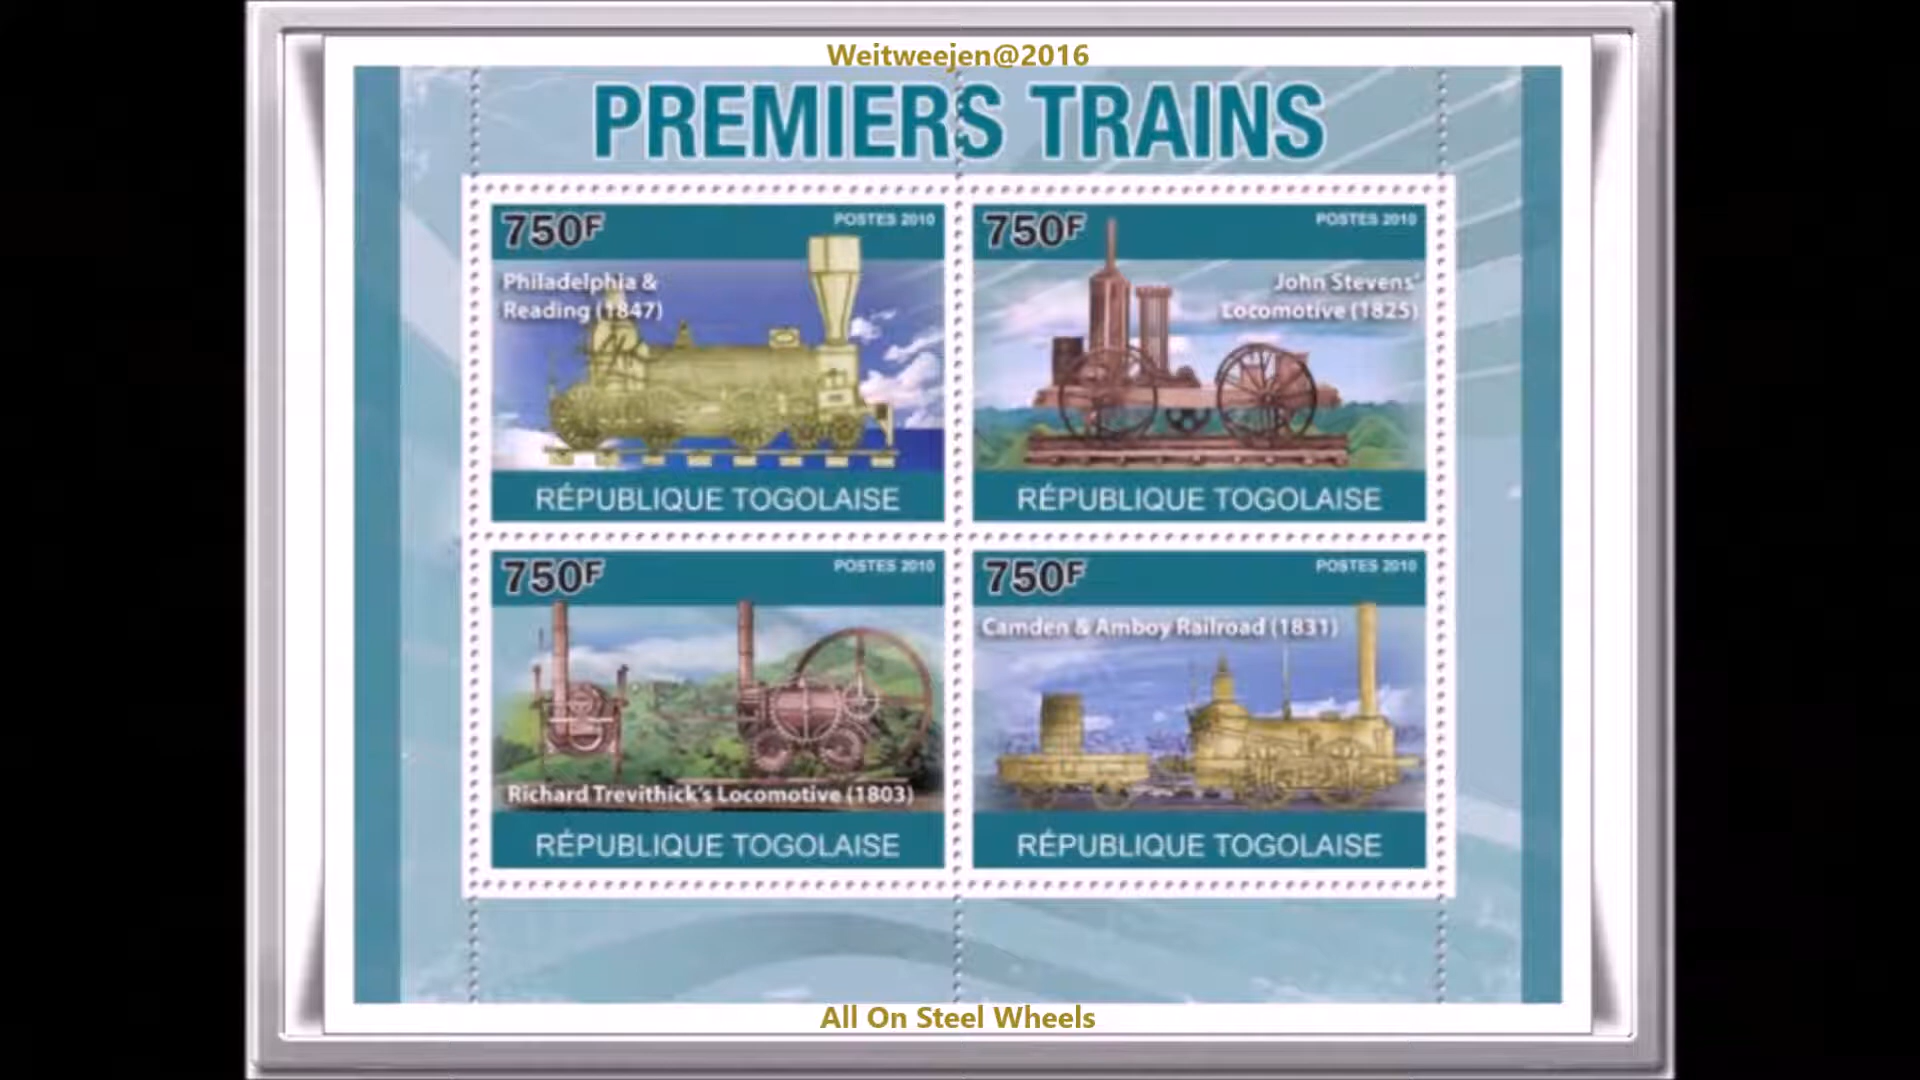 Weitweejen@2016
PREMIERS TRAINS
750F
POSTES 2010
Philadelphia &
Reading (1847)
RÉPUBLIQUE TOGOLAISE
750F
POSTES 2010
John Stevens'
Locomotive (1825)
RÉPUBLIQUE TOGOLAISE
750F
POSTES 2010
Richard Trevithick's Locomotive (1803)
RÉPUBLIQUE TOGOLAISE
750F
POSTES 2010
Camden & Amboy Railroad (1831)
RÉPUBLIQUE TOGOLAISE
All On Steel Wheels